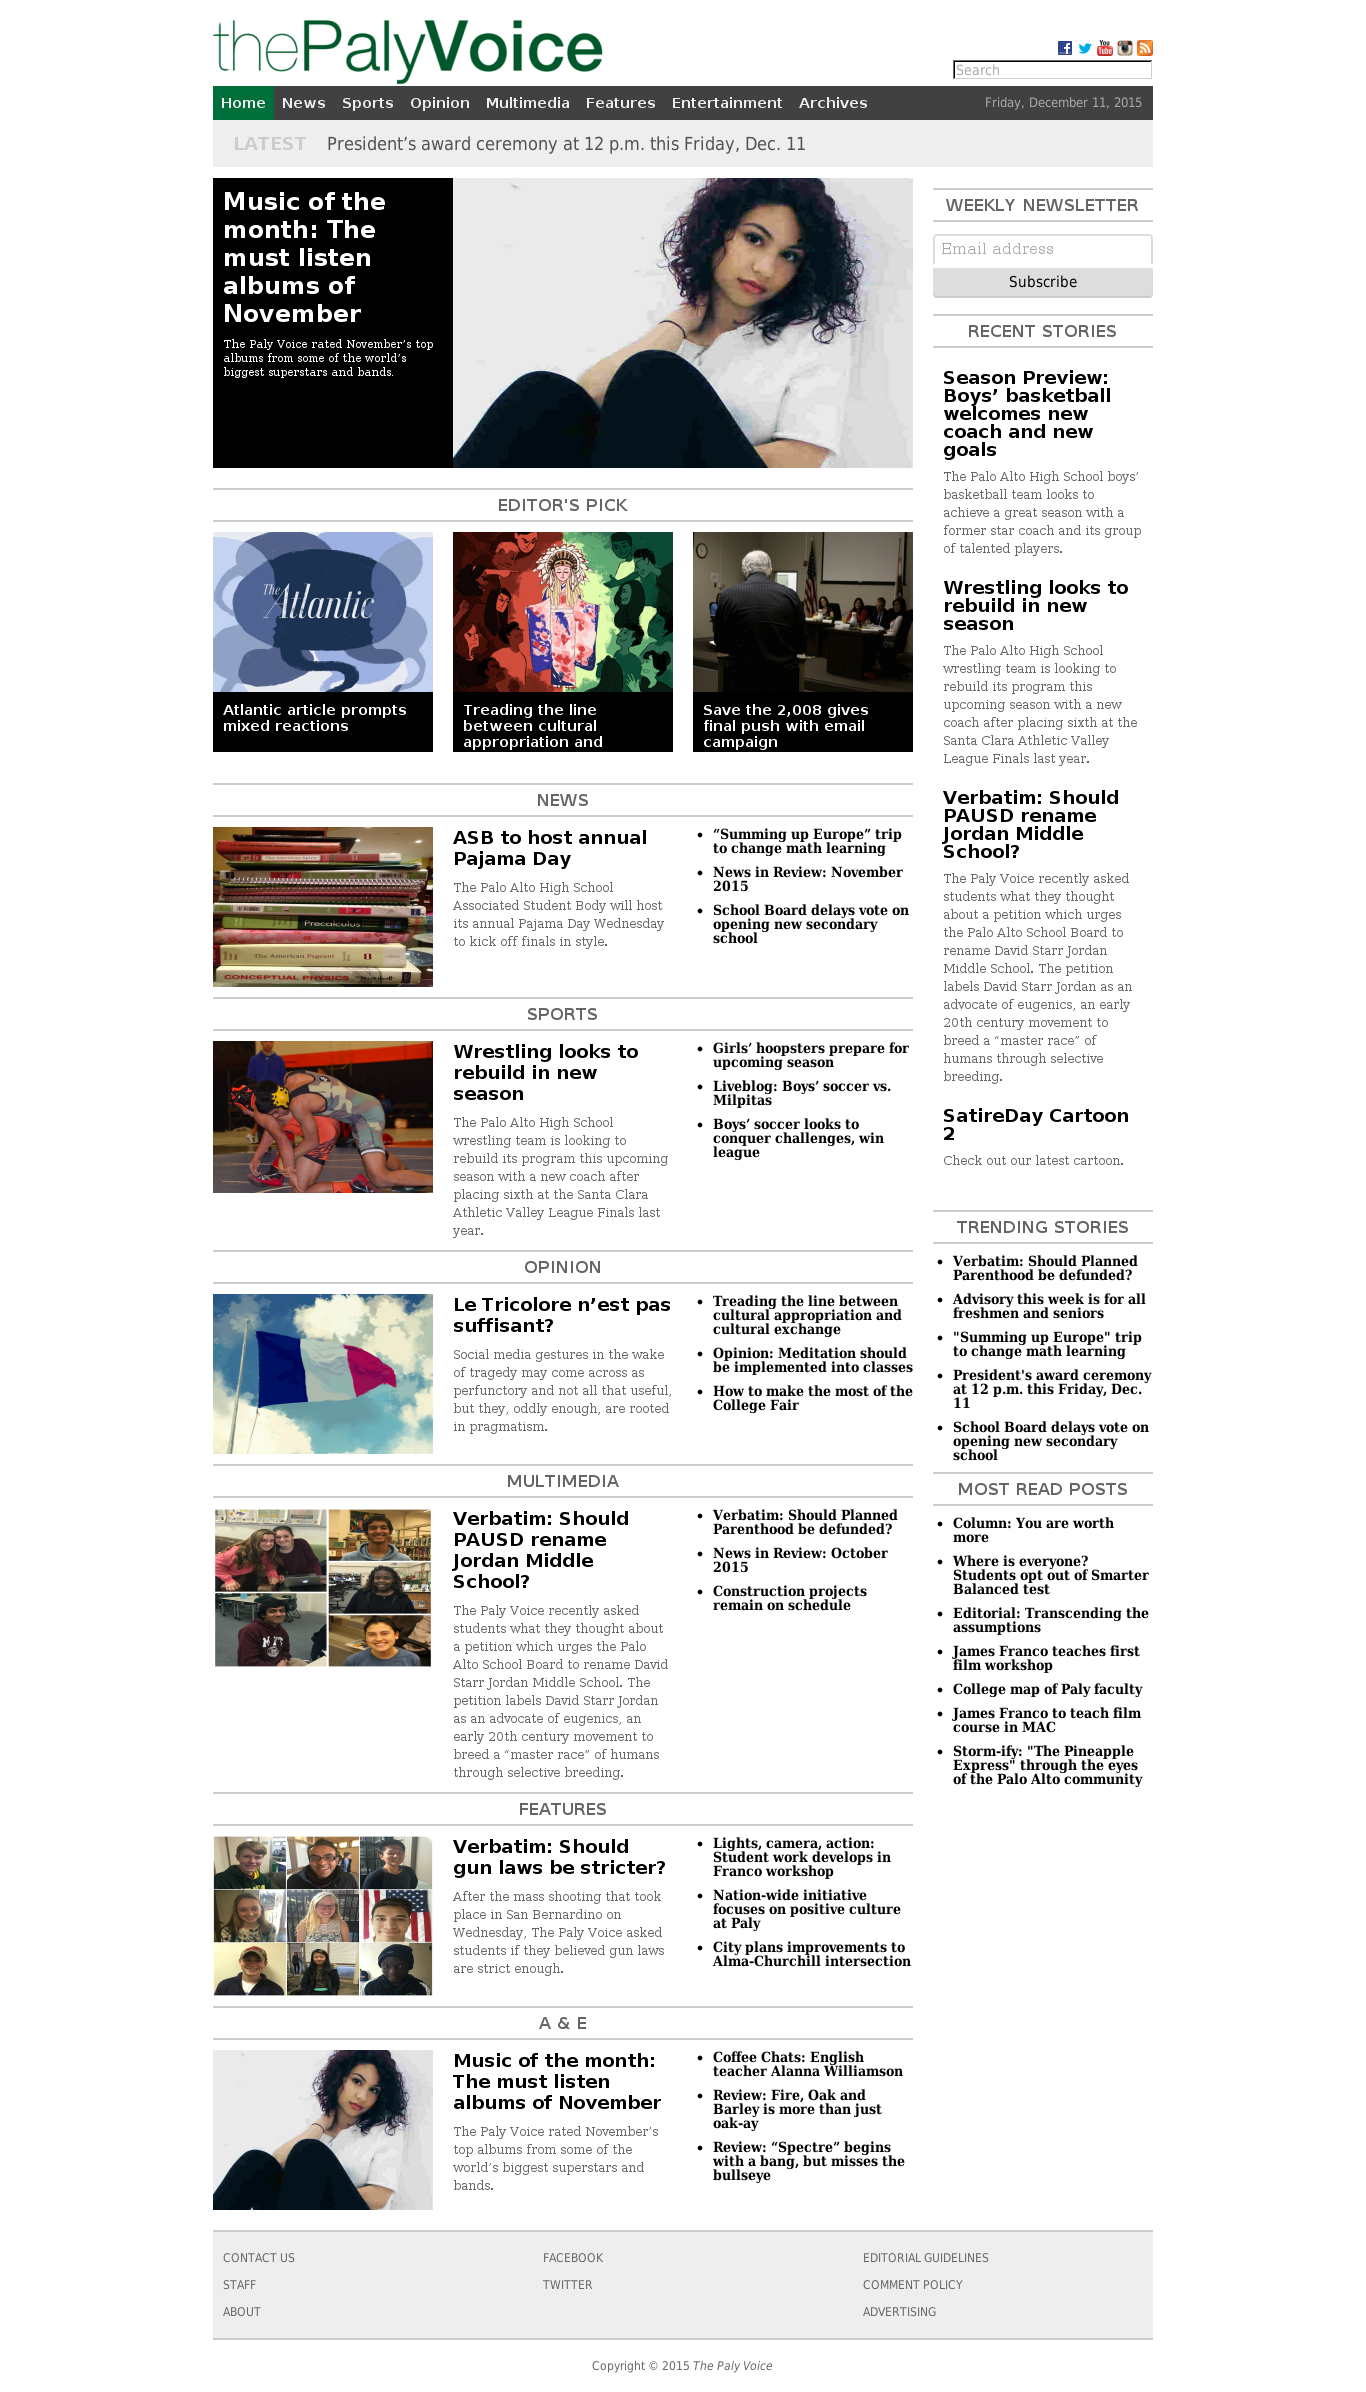 thePalyVoice
Search
Home News Sports Opinion Multimedia Features Entertainment Archives
Friday, December 11, 2015
LATEST President’s award ceremony at 12 p.m. this Friday, Dec. 11
Music of the
month: The
must listen
albums of
November
The Paly Voice rated November’s top
albums from some of the world’s
biggest superstars and bands.
EDITOR'S PICK
The Atlantic
Atlantic article prompts
mixed reactions
Treading the line
between cultural
appropriation and
Save the 2,008 gives
final push with email
campaign
NEWS
The American Spirit
Precalculus
The American Pageant
CONCEPTUAL PHYSICS
ASB to host annual
Pajama Day
The Palo Alto High School
Associated Student Body will host
its annual Pajama Day Wednesday
to kick off finals in style.
• “Summing up Europe” trip
to change math learning
• News in Review: November
2015
• School Board delays vote on
opening new secondary
school
SPORTS
Wrestling looks to
rebuild in new
season
The Palo Alto High School
wrestling team is looking to
rebuild its program this upcoming
season with a new coach after
placing sixth at the Santa Clara
Athletic Valley League Finals last
year.
• Girls’ hoopsters prepare for
upcoming season
• Liveblog: Boys’ soccer vs.
Milpitas
• Boys’ soccer looks to
conquer challenges, win
league
OPINION
Le Tricolore n’est pas
suffisant?
Social media gestures in the wake
of tragedy may come across as
perfunctory and not all that useful,
but they, oddly enough, are rooted
in pragmatism.
• Treading the line between
cultural appropriation and
cultural exchange
• Opinion: Meditation should
be implemented into classes
• How to make the most of the
College Fair
MULTIMEDIA
Verbatim: Should
PAUSD rename
Jordan Middle
School?
The Paly Voice recently asked
students what they thought about
a petition which urges the Palo
Alto School Board to rename David
Starr Jordan Middle School. The
petition labels David Starr Jordan
as an advocate of eugenics, an
early 20th century movement to
breed a “master race” of humans
through selective breeding.
• Verbatim: Should Planned
Parenthood be defunded?
• News in Review: October
2015
• Construction projects
remain on schedule
FEATURES
Verbatim: Should
gun laws be stricter?
After the mass shooting that took
place in San Bernardino on
Wednesday, The Paly Voice asked
students if they believed gun laws
are strict enough.
• Lights, camera, action:
Student work develops in
Franco workshop
• Nation-wide initiative
focuses on positive culture
at Paly
• City plans improvements to
Alma-Churchill intersection
A & E
Music of the month:
The must listen
albums of November
The Paly Voice rated November’s
top albums from some of the
world’s biggest superstars and
bands.
• Coffee Chats: English
teacher Alanna Williamson
• Review: Fire, Oak and
Barley is more than just
oak-ay
• Review: “Spectre” begins
with a bang, but misses the
bullseye
WEEKLY NEWSLETTER
Email address
Subscribe
RECENT STORIES
Season Preview:
Boys’ basketball
welcomes new
coach and new
goals
The Palo Alto High School boys’
basketball team looks to
achieve a great season with a
former star coach and its group
of talented players.
Wrestling looks to
rebuild in new
season
The Palo Alto High School
wrestling team is looking to
rebuild its program this
upcoming season with a new
coach after placing sixth at the
Santa Clara Athletic Valley
League Finals last year.
Verbatim: Should
PAUSD rename
Jordan Middle
School?
The Paly Voice recently asked
students what they thought
about a petition which urges
the Palo Alto School Board to
rename David Starr Jordan
Middle School. The petition
labels David Starr Jordan as an
advocate of eugenics, an early
20th century movement to
breed a “master race” of
humans through selective
breeding.
SatireDay Cartoon
2
Check out our latest cartoon.
TRENDING STORIES
• Verbatim: Should Planned
Parenthood be defunded?
• Advisory this week is for all
freshmen and seniors
• "Summing up Europe" trip
to change math learning
• President's award ceremony
at 12 p.m. this Friday, Dec.
11
• School Board delays vote on
opening new secondary
school
MOST READ POSTS
• Column: You are worth
more
• Where is everyone?
Students opt out of Smarter
Balanced test
• Editorial: Transcending the
assumptions
• James Franco teaches first
film workshop
• College map of Paly faculty
• James Franco to teach film
course in MAC
• Storm-ify: "The Pineapple
Express" through the eyes
of the Palo Alto community
CONTACT US FACEBOOK EDITORIAL GUIDELINES
STAFF TWITTER COMMENT POLICY
ABOUT ADVERTISING
Copyright © 2015 The Paly Voice